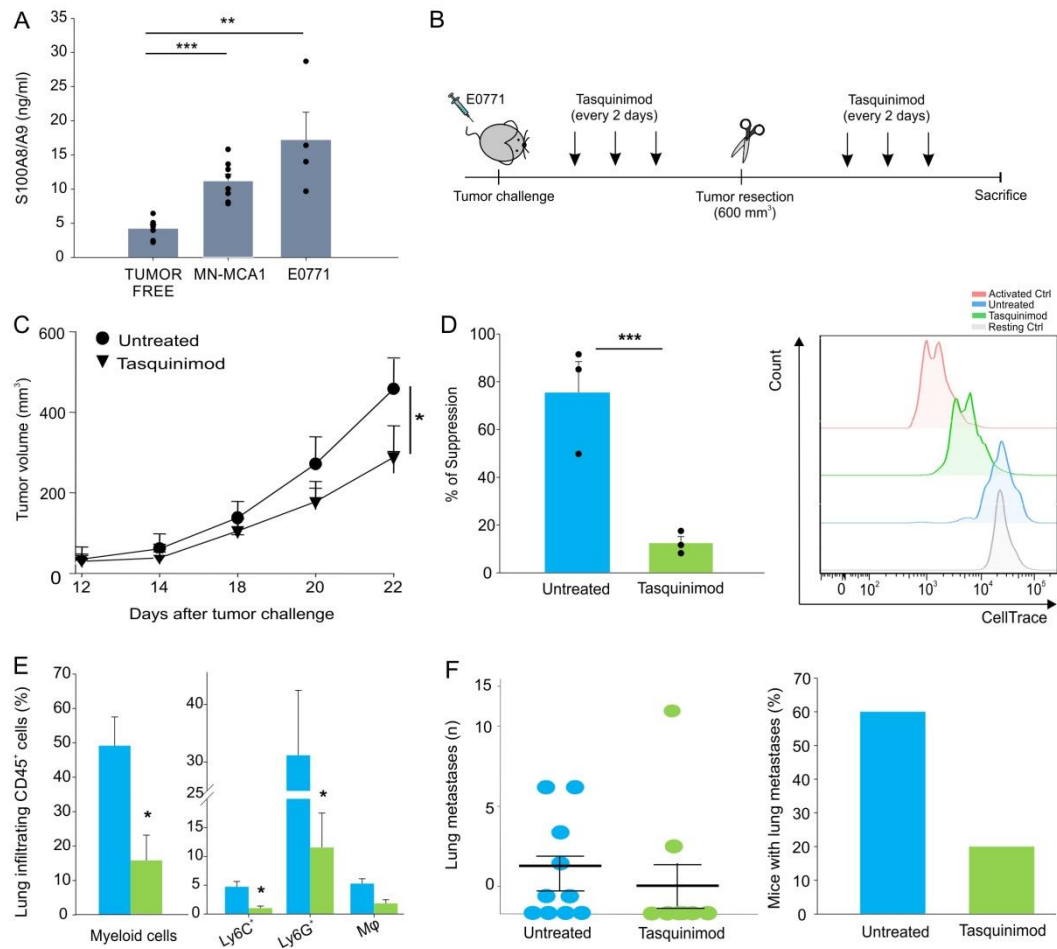 A
S100A8/A9 (ng/ml)
35
30
25
20
15
10
5
0
**
***
TUMOR
FREE
MN-MCA1
E0771
B
E0771
Tasquinimod
(every 2 days)
Tasquinimod
(every 2 days)
Tumor challenge
Tumor resection
(600 mm³)
Sacrifice
C
Untreated
Tasquinimod
Tumor volume (mm³)
600
400
200
0
*
12
14
18
20
22
Days after tumor challenge
D
% of Suppression
100
80
60
40
20
0
***
Untreated
Tasquinimod
Activated Ctrl
Untreated
Tasquinimod
Resting Ctrl
Count
0
10²
10³
10⁴
10⁵
CellTrace
E
Lung infiltrating CD45⁺ cells (%)
70
60
50
40
30
20
10
0
*
Myeloid cells
40
30
25
20
15
10
5
0
*
*
Ly6C⁺
Ly6G⁺
Mφ
F
Lung metastases (n)
15
10
5
0
Untreated
Tasquinimod
Mice with lung metastases (%)
70
60
50
40
30
20
10
0
Untreated
Tasquinimod